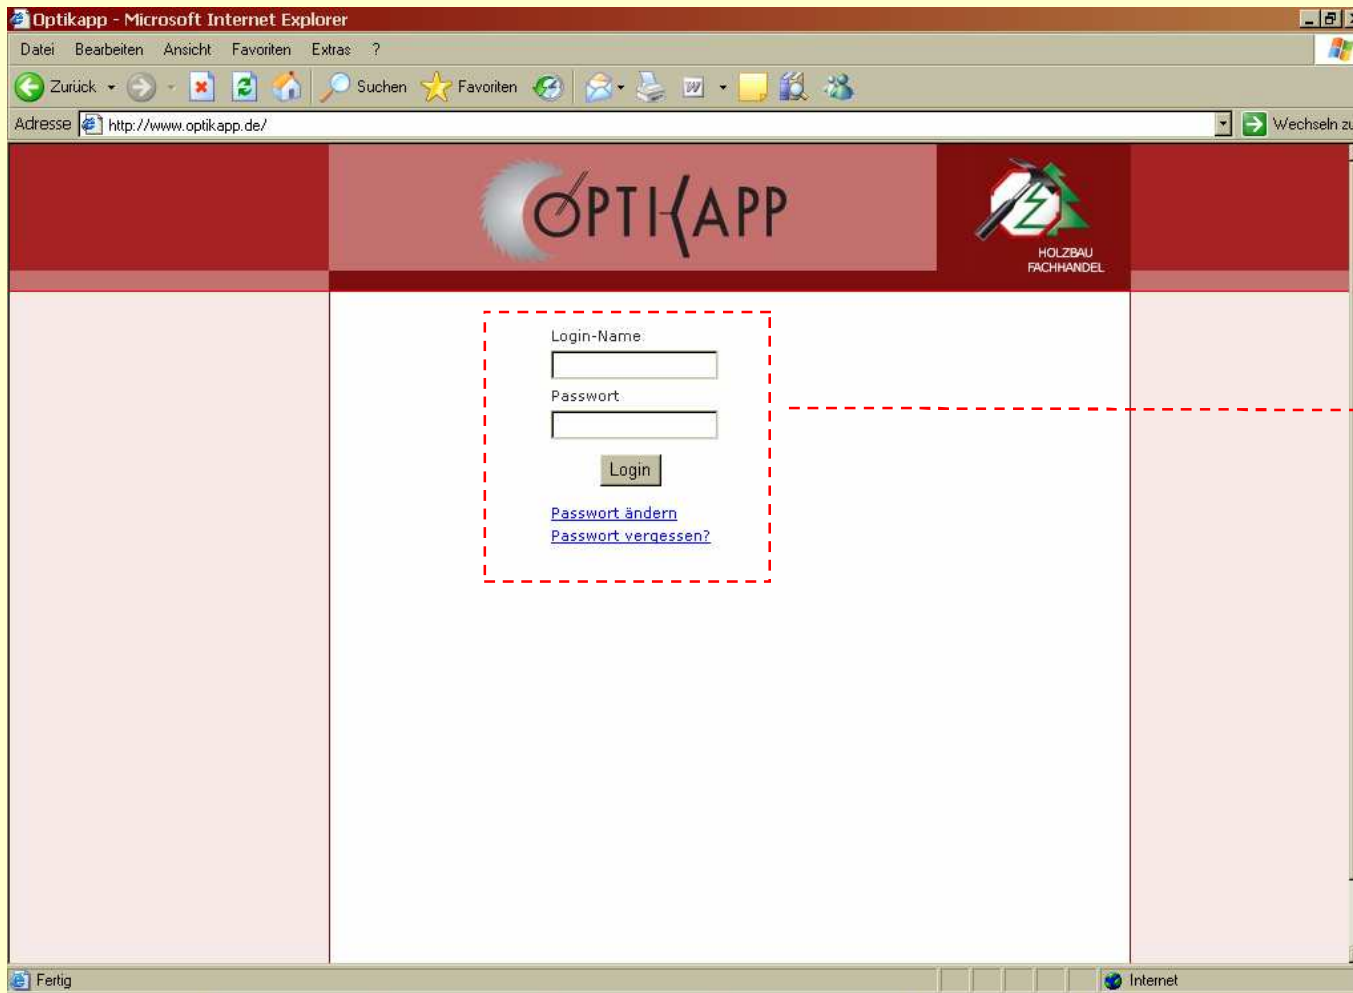 Optikapp - Microsoft Internet Explorer
Datei Bearbeiten Ansicht Favoriten Extras ?
Zurück Suchen Favoriten
Adresse http://www.optikapp.de/ Wechseln zu
OPTIKAPP
HOLZBAU
FACHHANDEL
Login-Name
Passwort
Login
Passwort ändern
Passwort vergessen?
Fertig Internet